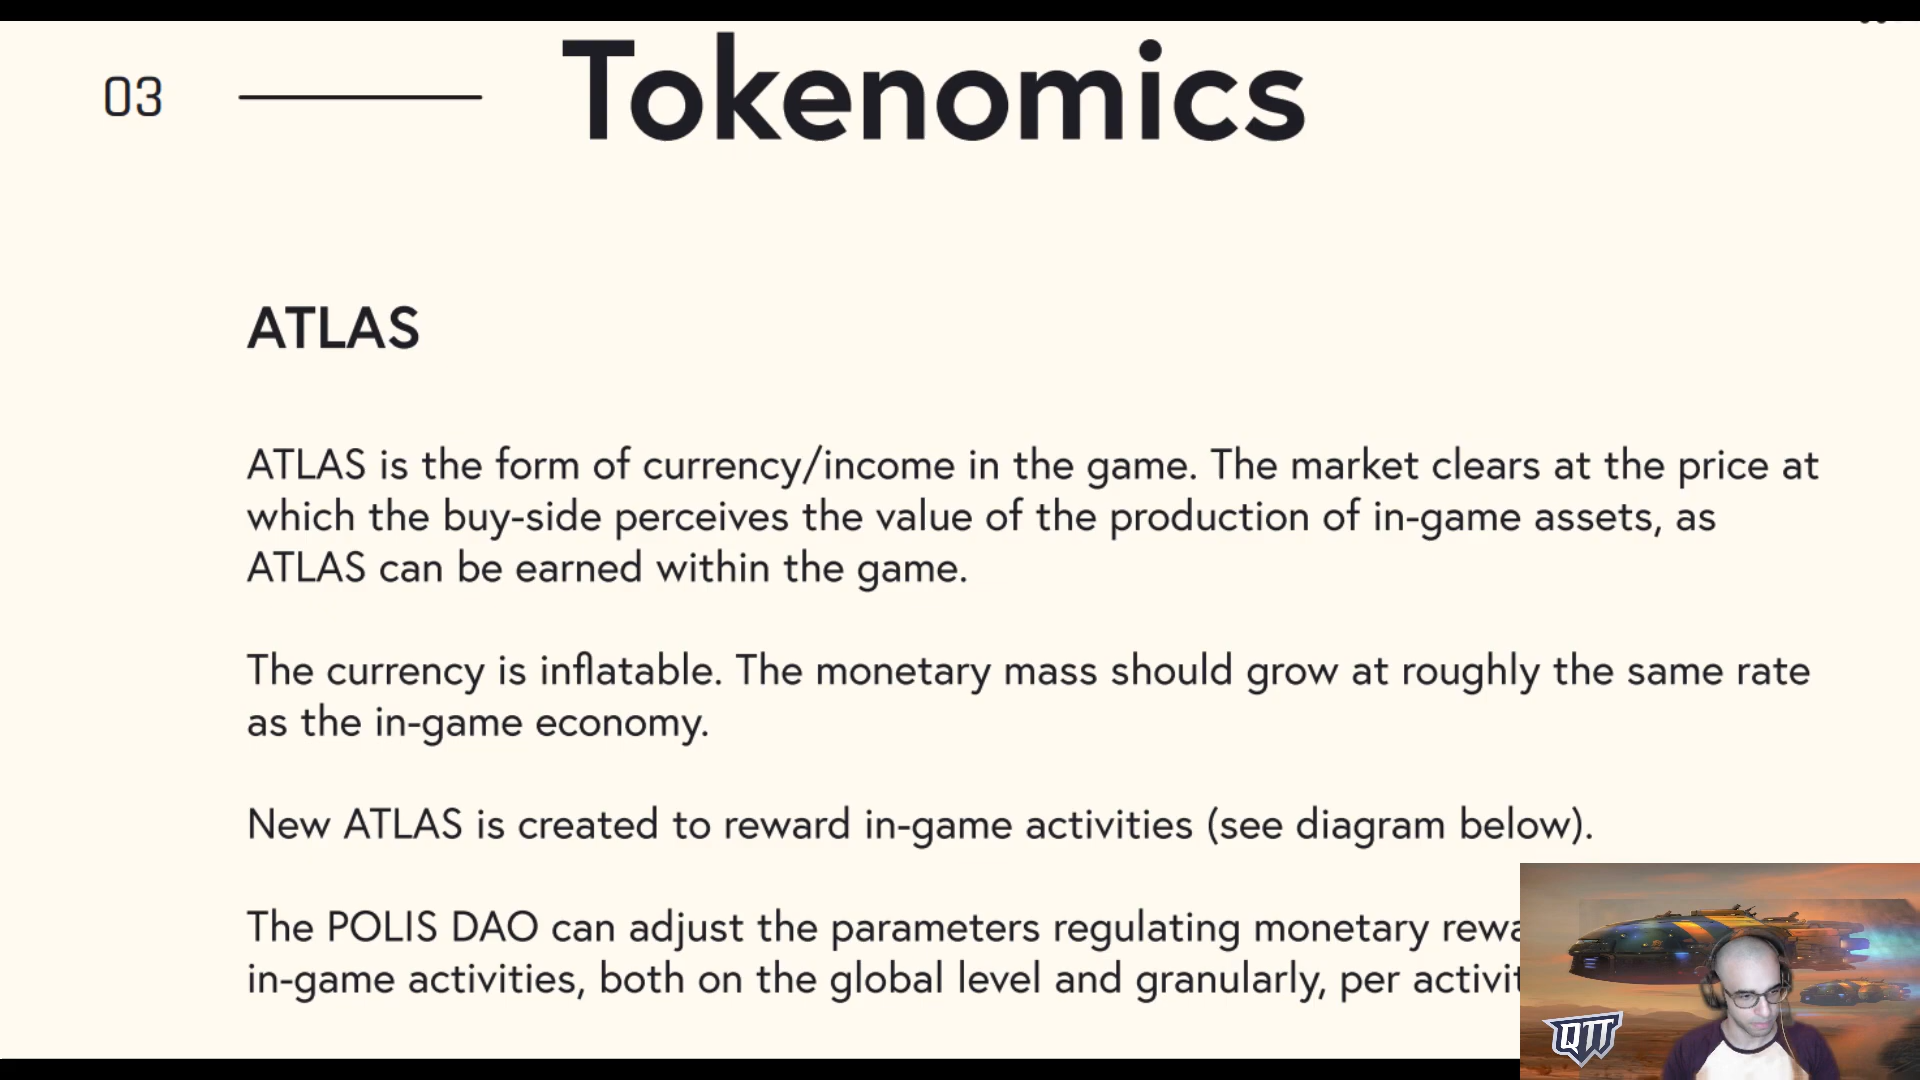 03
Tokenomics
ATLAS
ATLAS is the form of currency/income in the game. The market clears at the price at
which the buy-side perceives the value of the production of in-game assets, as
ATLAS can be earned within the game.
The currency is inflatable. The monetary mass should grow at roughly the same rate
as the in-game economy.
New ATLAS is created to reward in-game activities (see diagram below).
The POLIS DAO can adjust the parameters regulating monetary
in-game activities, both on the global level and granularly, per
QTT